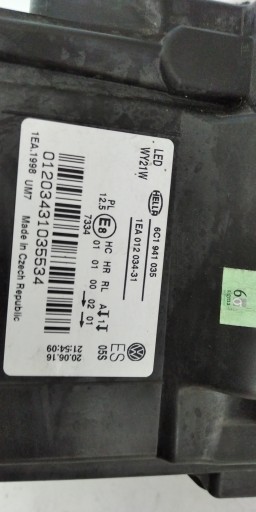 LED
WY21W
HELLA
6C1 941 035
1EA 012 034-31
PL E8 HC HR RL A 1
12.5 01 01 00 02 01
7334
01203431035534
1EA.1998 UM7 Made in Czech Republic
ES
05S
20.06.16
21:54:09